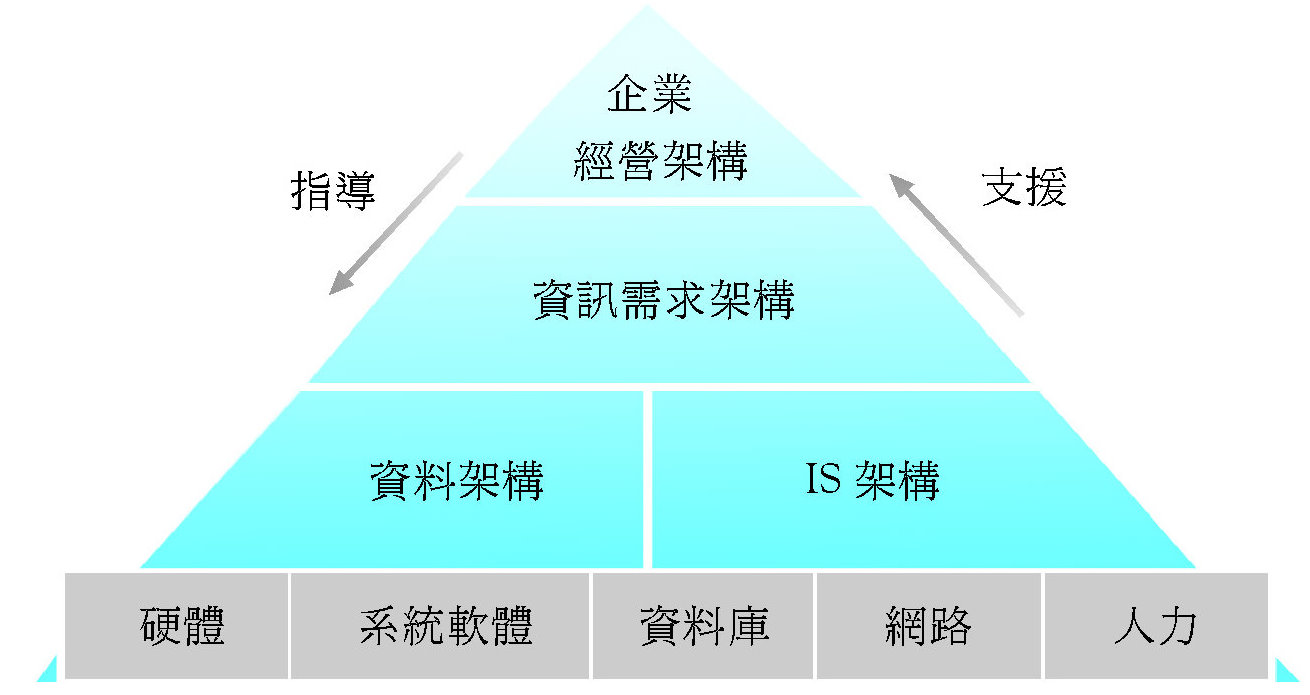 企業
經營架構
指導
支援
資訊需求架構
資料架構
IS 架構
硬體
系統軟體
資料庫
網路
人力